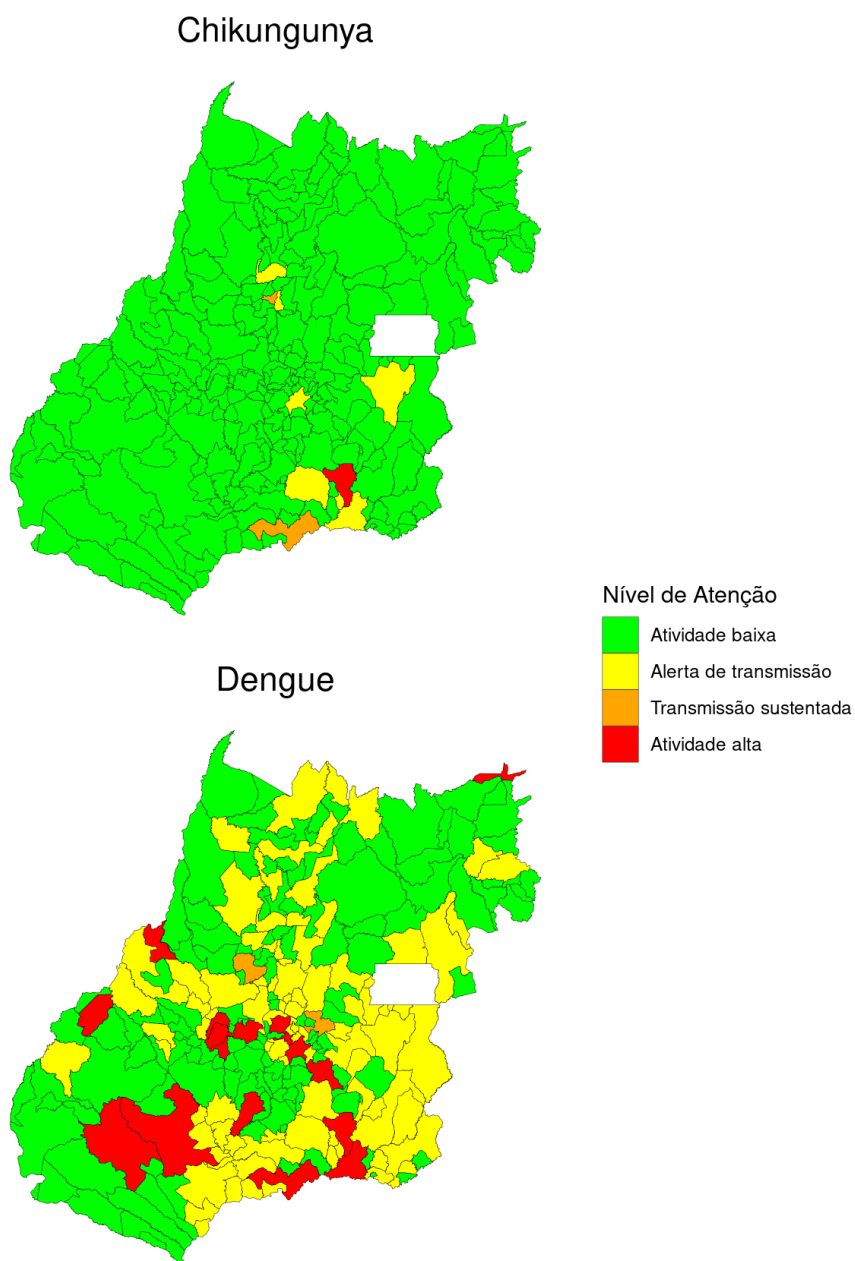 Chikungunya
Nível de Atenção
Atividade baixa
Alerta de transmissão
Transmissão sustentada
Atividade alta
Dengue